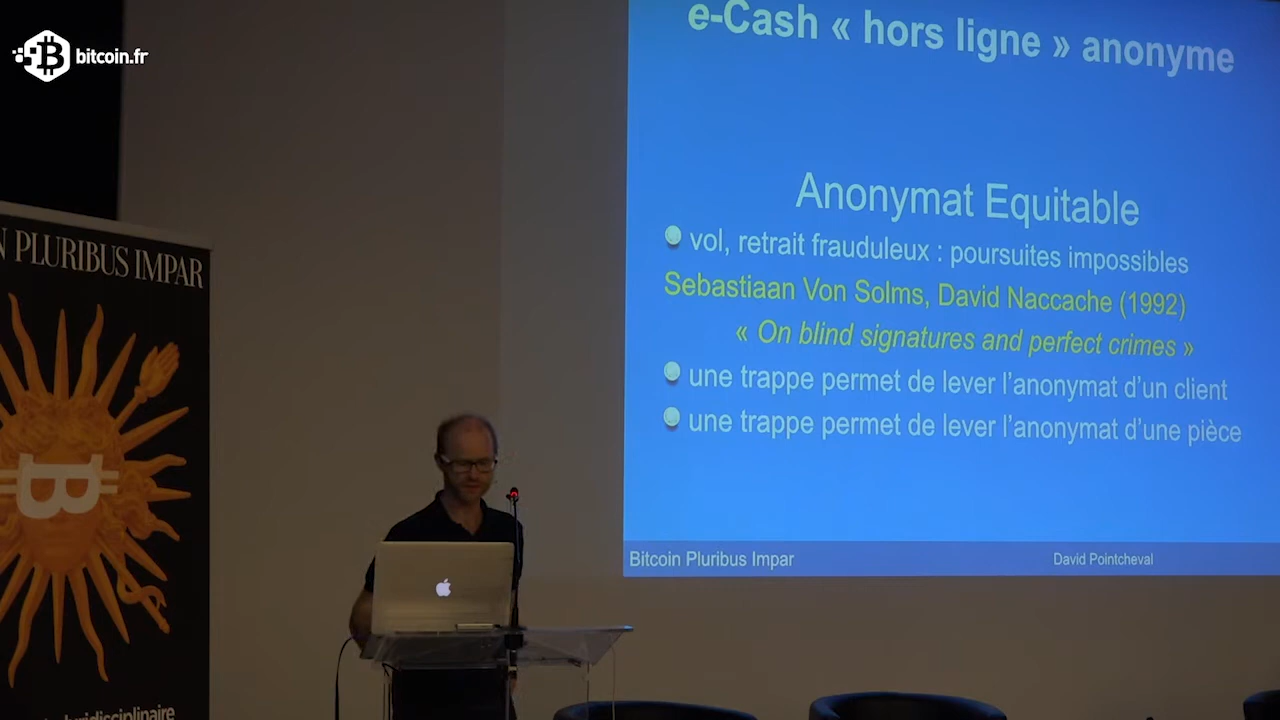 bitcoin.fr
e-Cash « hors ligne » anonyme
Anonymat Equitable
vol, retrait frauduleux : poursuites impossibles
Sebastiaan Von Solms, David Naccache (1992)
« On blind signatures and perfect crimes »
une trappe permet de lever l'anonymat d'un client
une trappe permet de lever l'anonymat d'une pièce
Bitcoin Pluribus Impar
David Pointcheval
N PLURIBUS IMPAR